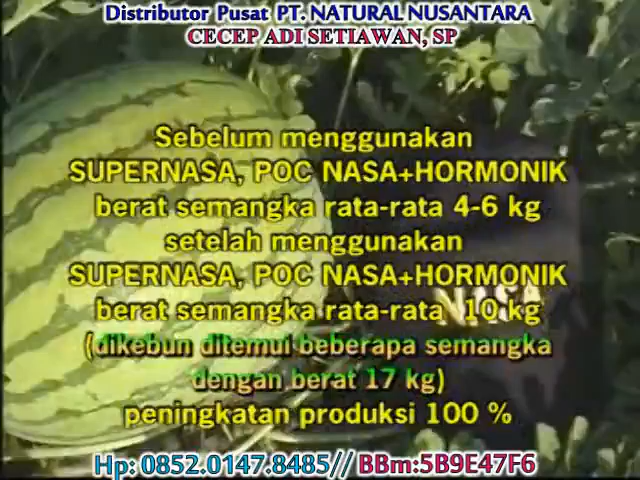 Distributor Pusat PT. NATURAL NUSANTARA
CECEP ADI SETIAWAN, SP
Sebelum menggunakan
SUPERNASA, POC NASA+HORMONIK
berat semangka rata-rata 4-6 kg
setelah menggunakan
SUPERNASA, POC NASA+HORMONIK
berat semangka rata-rata 10 kg
NASA
(dikebun ditemui beberapa semangka
dengan berat 17 kg)
peningkatan produksi 100 %
Hp: 0852.0147.8485// BBm:5B9E47F6